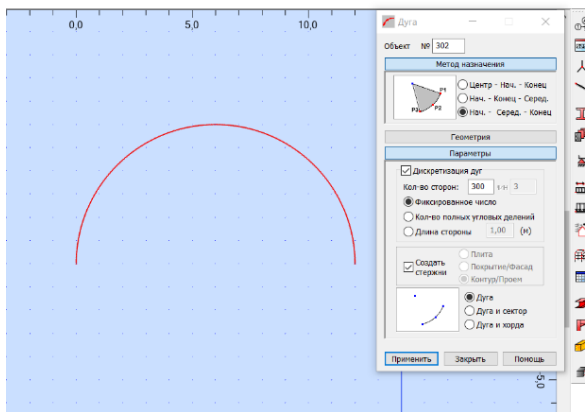 0,0 5,0 10,0
Дуга
Объект № 302
Метод назначения
P1
P2
P3
Центр - Нач. - Конец
Нач. - Конец - Серед.
Нач. - Серед. - Конец
Геометрия
Параметры
Дискретизация дуг
Кол-во сторон: 300 3
Фиксированное число
Кол-во полных угловых делений
Длина стороны 1,00 (м)
Создать стержни
Плита
Покрытие/Фасад
Контур/Проем
Дуга
Дуга и сектор
Дуга и хорда
Применить Закрыть Помощь
-5,0